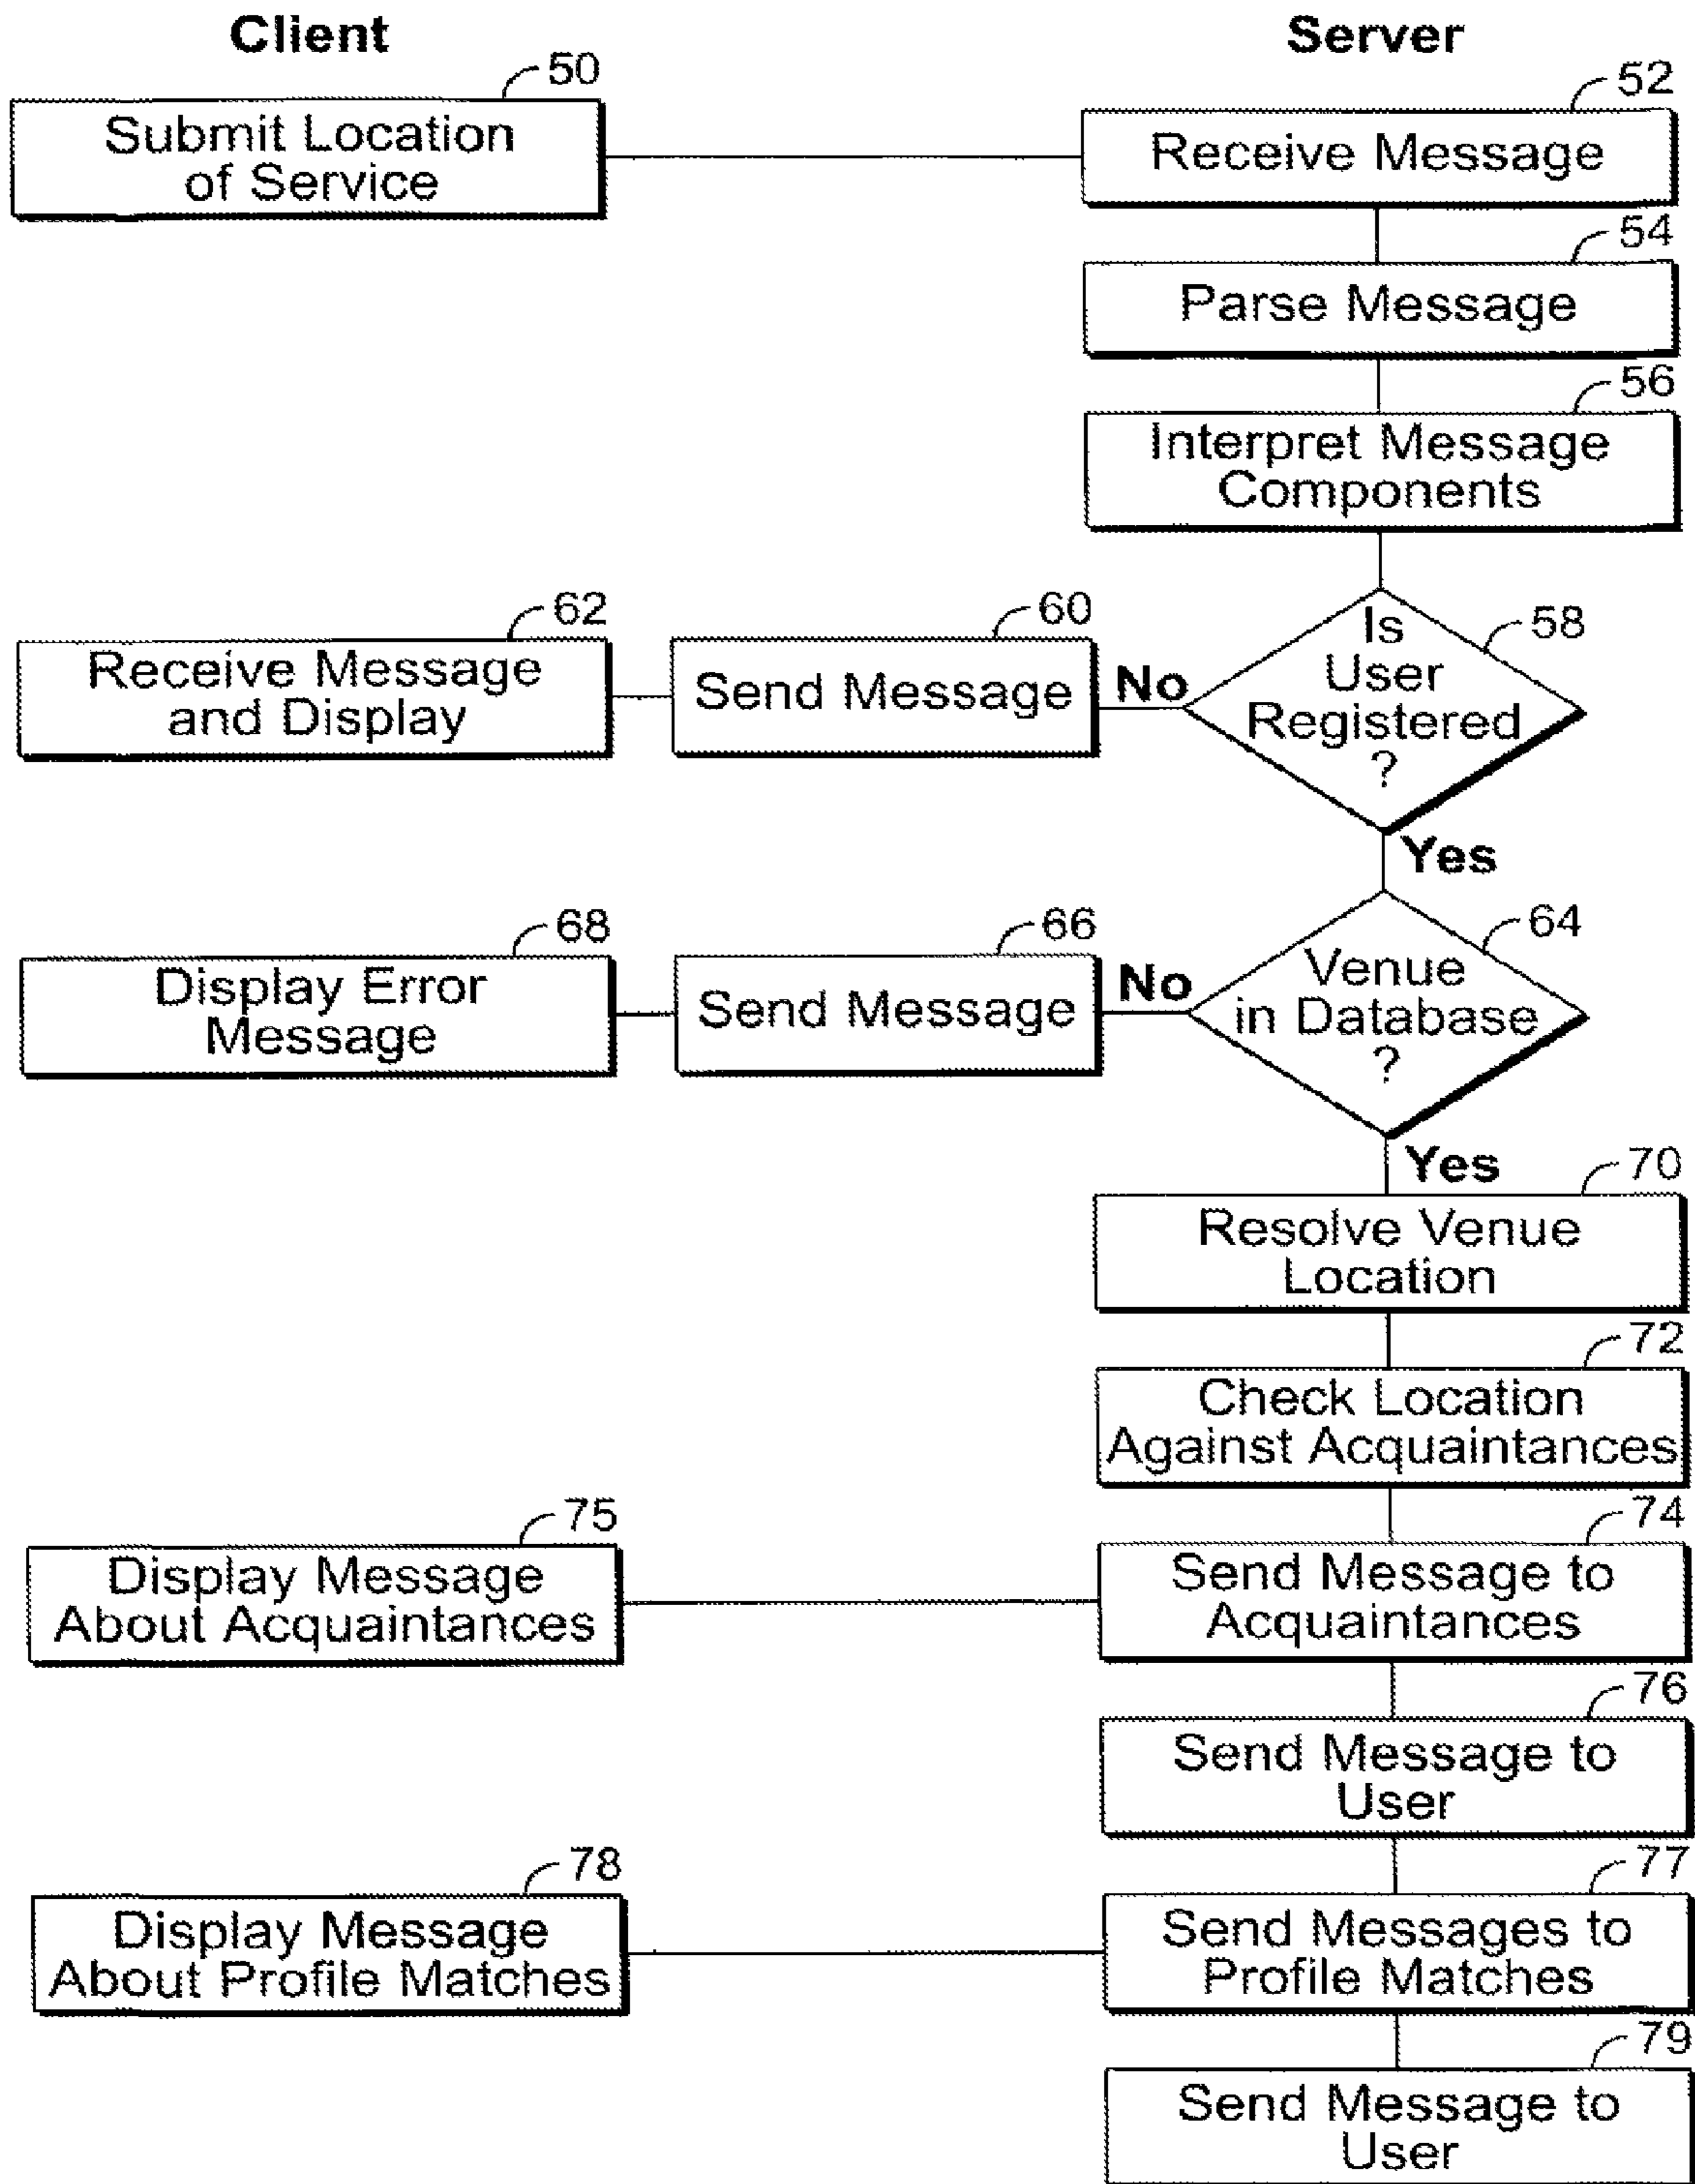 Client
Server
50
Submit Location
of Service
52
Receive Message
54
Parse Message
56
Interpret Message
Components
62
Receive Message
and Display
60
Send Message
No
58
Is
User
Registered
?
Yes
68
Display Error
Message
66
Send Message
No
64
Venue
in Database
?
Yes
70
Resolve Venue
Location
72
Check Location
Against Acquaintances
75
Display Message
About Acquaintances
74
Send Message to
Acquaintances
76
Send Message to
User
78
Display Message
About Profile Matches
77
Send Messages to
Profile Matches
79
Send Message to
User